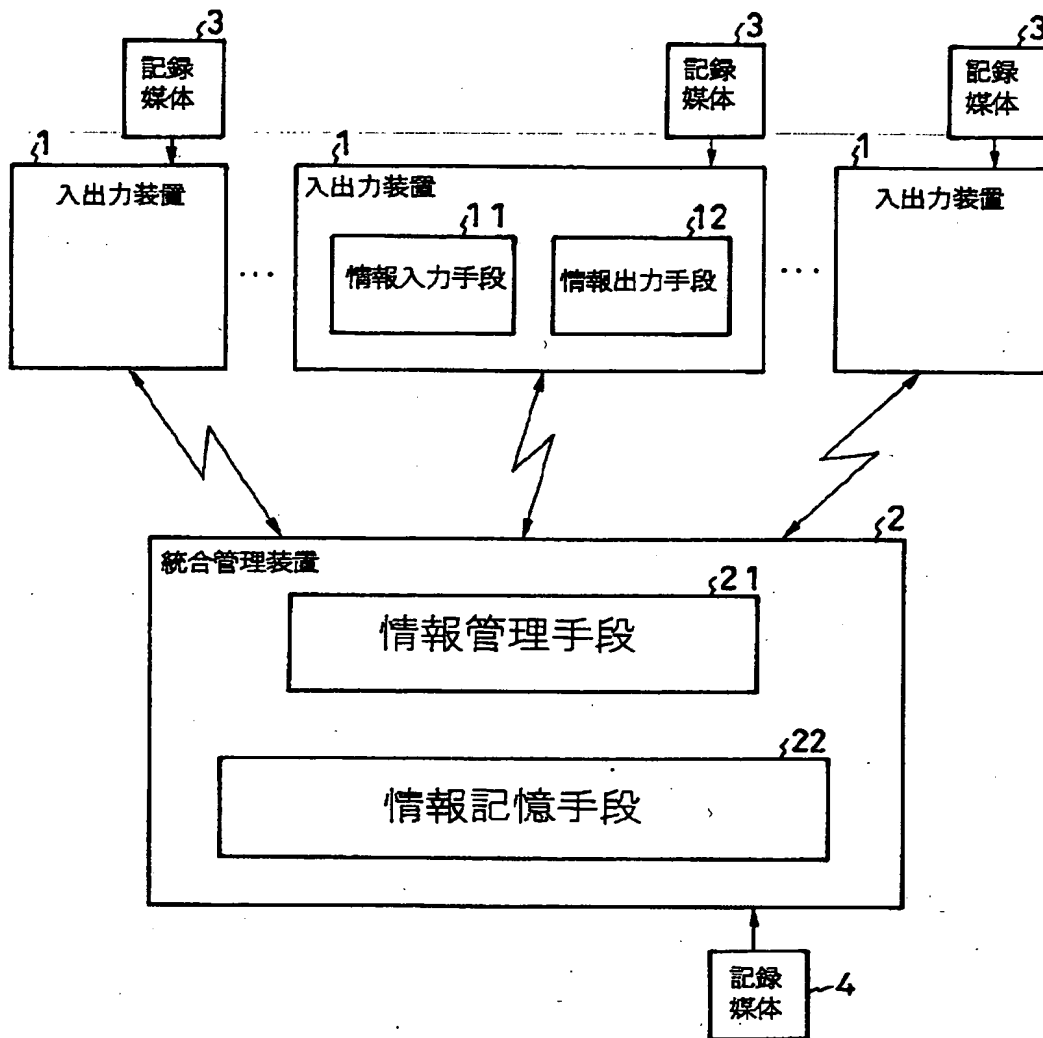 3
記録
媒体
3
記録
媒体
3
記録
媒体
1
入出力装置
…
1
入出力装置
11
情報入力手段
12
情報出力手段
…
1
入出力装置
2
統合管理装置
21
情報管理手段
22
情報記憶手段
記録
媒体
4